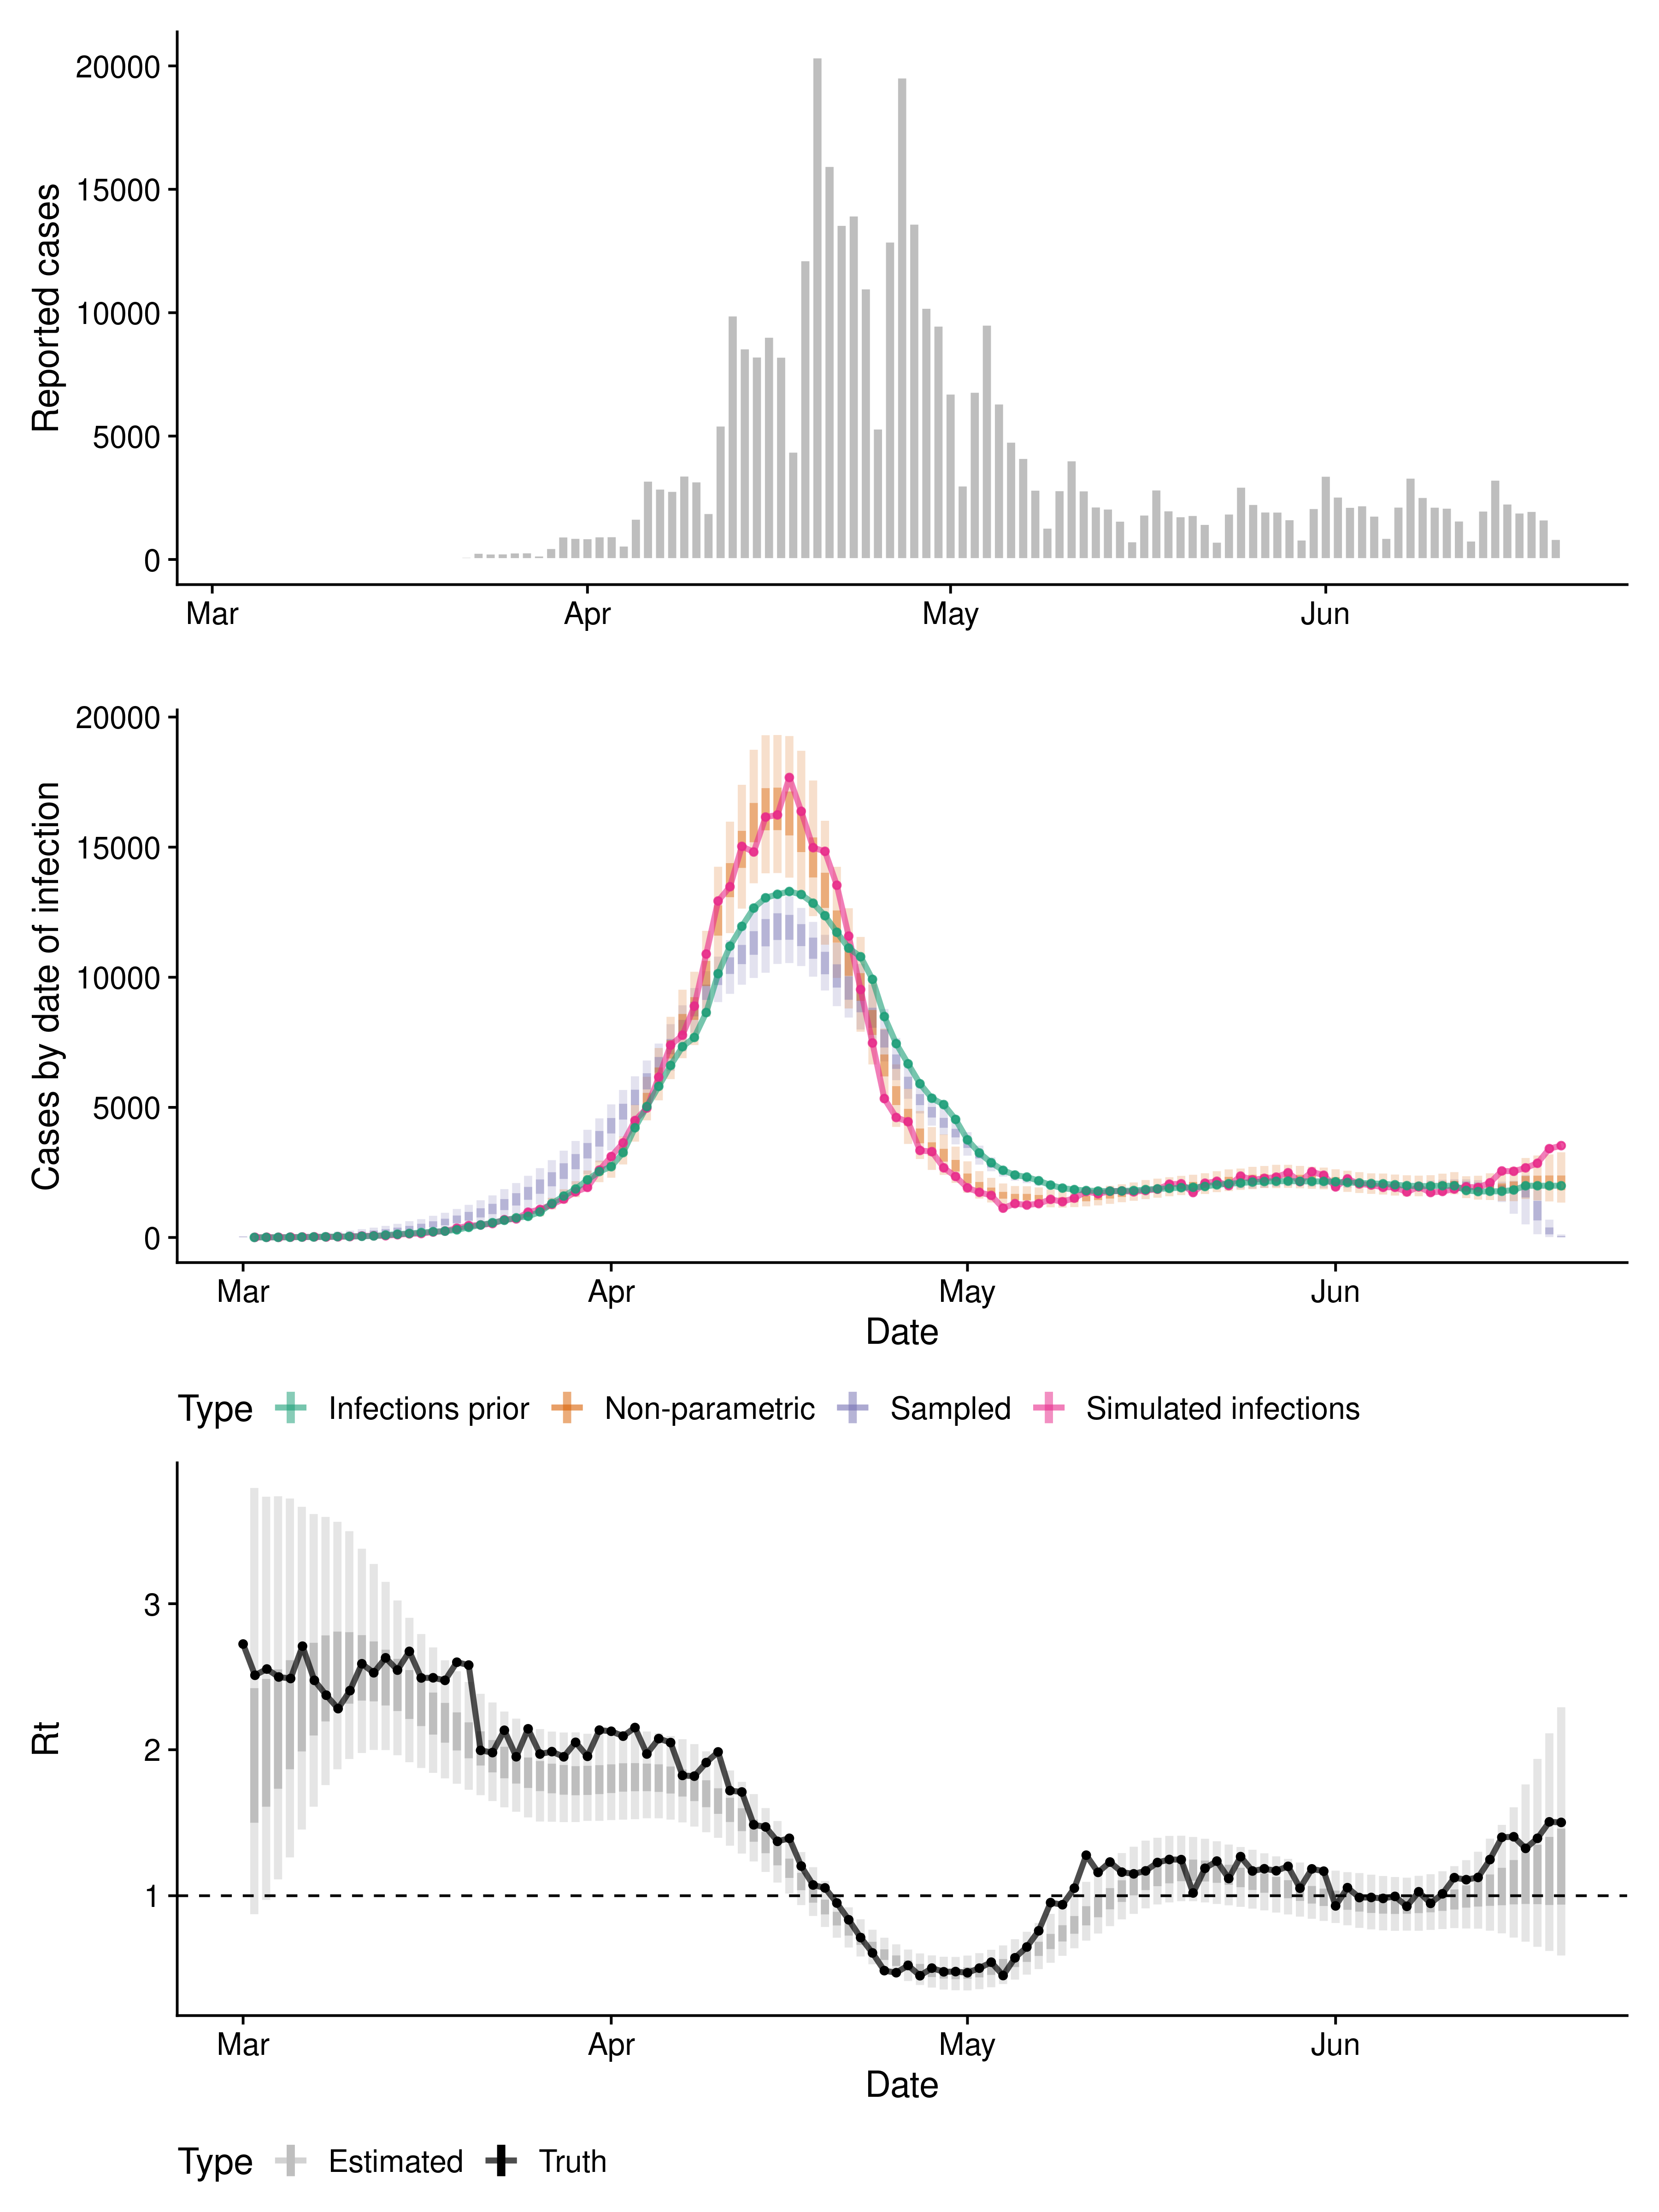 Reported cases
20000
15000
10000
5000
0
Mar Apr May Jun
Cases by date of infection
20000
15000
10000
5000
0
Mar Apr May Jun
Date
Type Infections prior Non-parametric Sampled Simulated infections
Rt
3
2
1
Mar Apr May Jun
Date
Type Estimated Truth